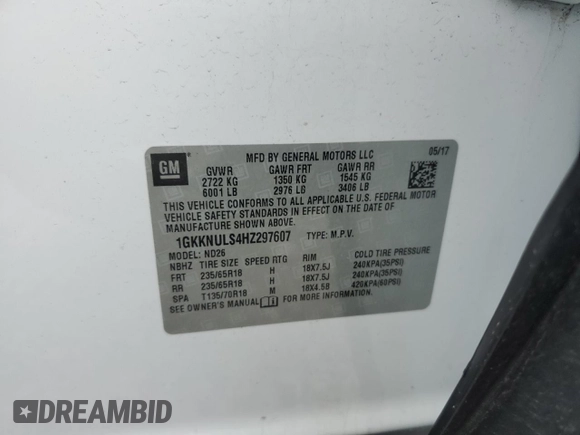 GM
MFD BY GENERAL MOTORS LLC
05/17
GVWR GAWR FRT GAWR RR
2722 KG 1350 KG 1545 KG
6001 LB 2976 LB 3406 LB
THIS VEHICLE CONFORMS TO ALL APPLICABLE U.S. FEDERAL MOTOR
VEHICLE SAFETY STANDARDS IN EFFECT ON THE DATE OF
MANUFACTURE SHOWN ABOVE.
1GKKNULS4HZ297607 TYPE: M.P.V.
MODEL: ND26
NBHZ TIRE SIZE SPEED RTG RIM COLD TIRE PRESSURE
FRT 235/65R18 H 18X7.5J 240KPA(35PSI)
RR 235/65R18 H 18X7.5J 240KPA(35PSI)
SPA T135/70R18 M 18X4.5B 420KPA(60PSI)
SEE OWNER'S MANUAL FOR MORE INFORMATION.
DREAMBID